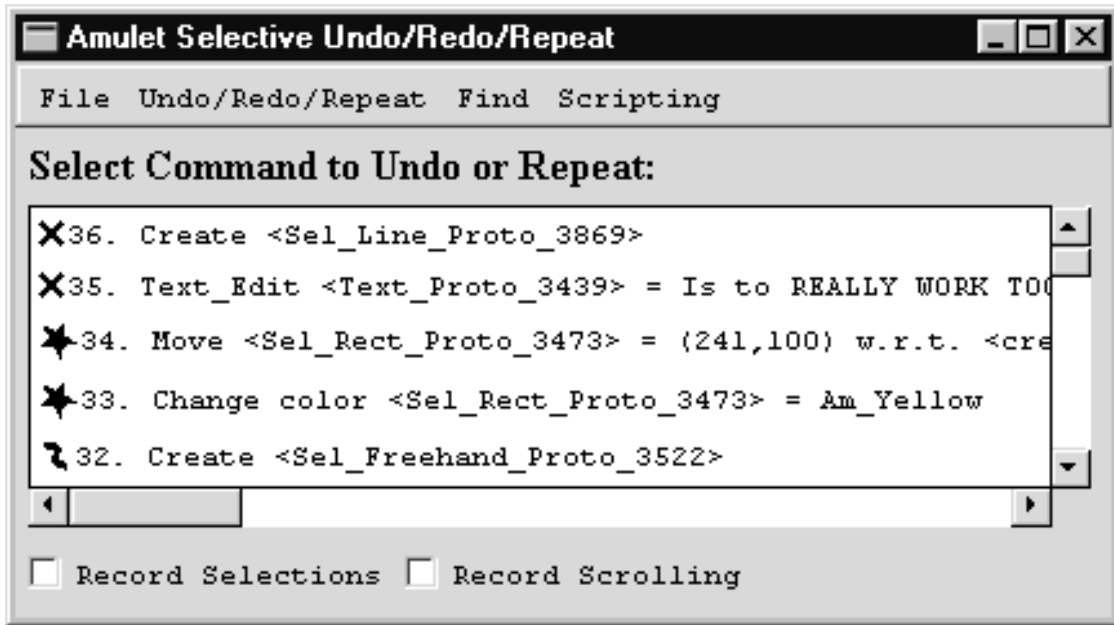 Amulet Selective Undo/Redo/Repeat
File Undo/Redo/Repeat Find Scripting
Select Command to Undo or Repeat:
36. Create <Sel_Line_Proto_3869>
35. Text_Edit <Text_Proto_3439> = Is to REALLY WORK TOO
34. Move <Sel_Rect_Proto_3473> = (241,100) w.r.t. <cre
33. Change color <Sel_Rect_Proto_3473> = Am_Yellow
32. Create <Sel_Freehand_Proto_3522>
Record Selections Record Scrolling